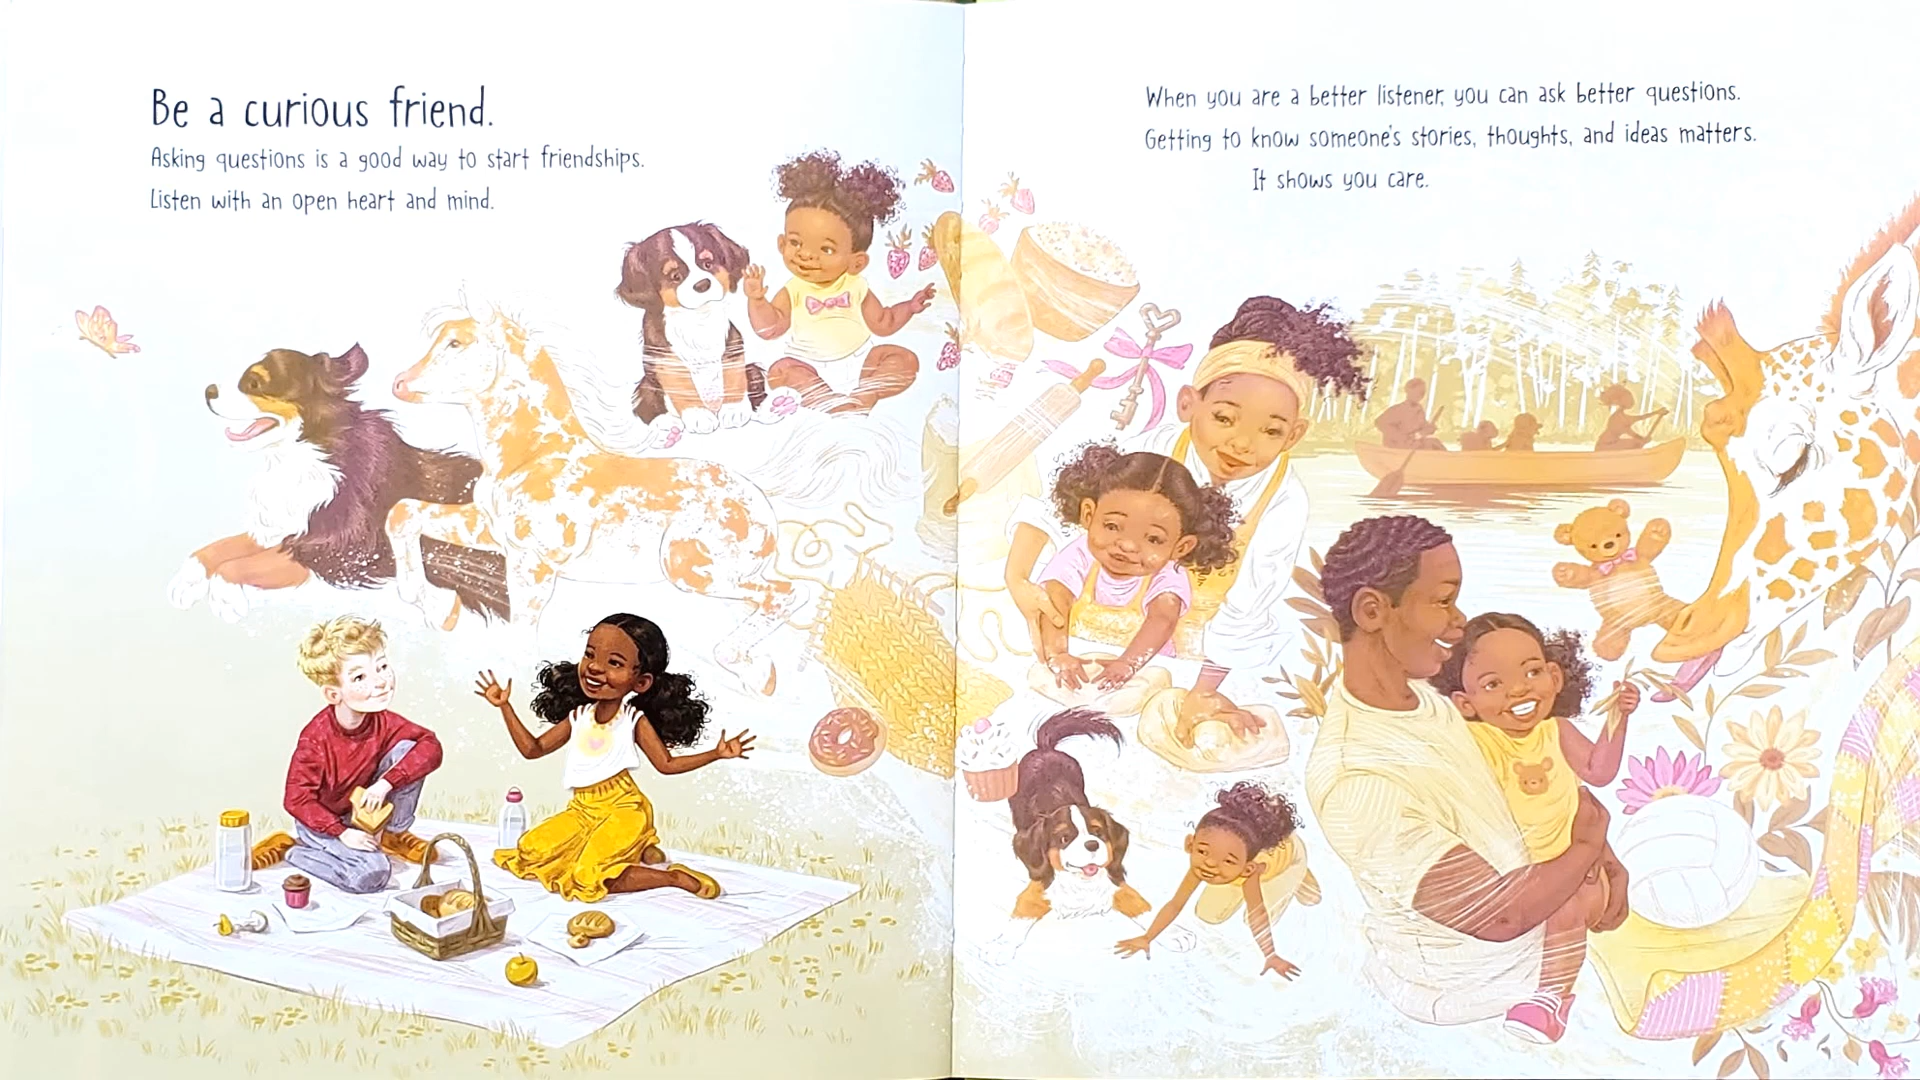 Be a curious friend.
Asking questions is a good way to start friendships.
Listen with an open heart and mind.
When you are a better listener, you can ask better questions.
Getting to know someone's stories, thoughts, and ideas matters.
It shows you care.